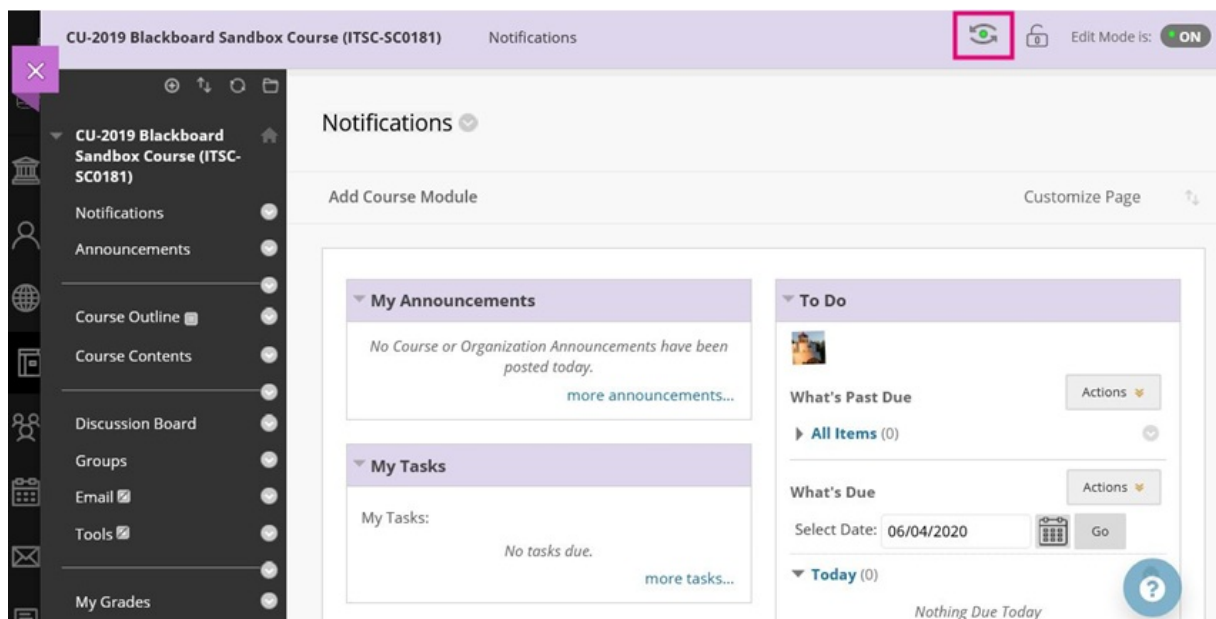 CU-2019 Blackboard Sandbox Course (ITSC-SC0181)
Notifications
Edit Mode is:
ON
CU-2019 Blackboard
Sandbox Course (ITSC-
SC0181)
Notifications
Announcements
Course Outline
Course Contents
Discussion Board
Groups
Email
Tools
My Grades
Notifications
Add Course Module
Customize Page
My Announcements
No Course or Organization Announcements have been
posted today.
more announcements...
My Tasks
My Tasks:
No tasks due.
more tasks...
To Do
What's Past Due
Actions
All Items (0)
What's Due
Actions
Select Date: 06/04/2020
Go
Today (0)
Nothing Due Today
?